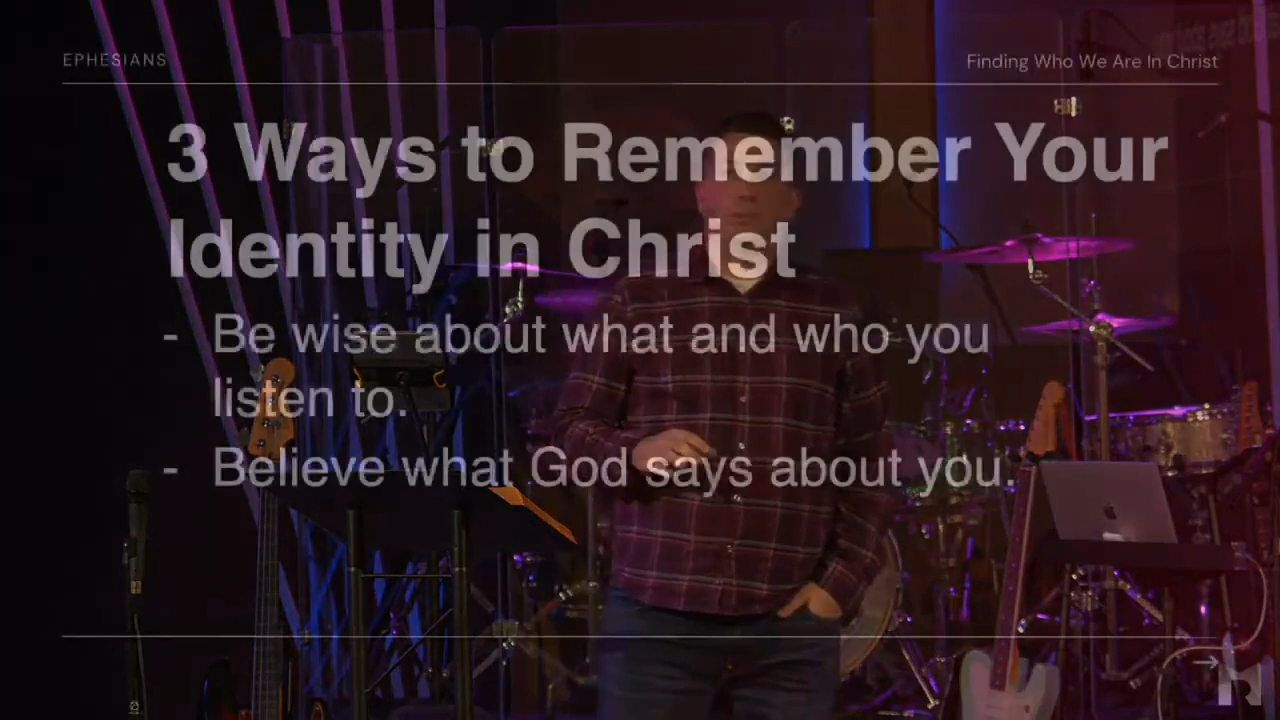 EPHESIANS
Finding Who We Are In Christ
3 Ways to Remember Your
Identity in Christ
- Be wise about what and who you
listen to.
- Believe what God says about you.